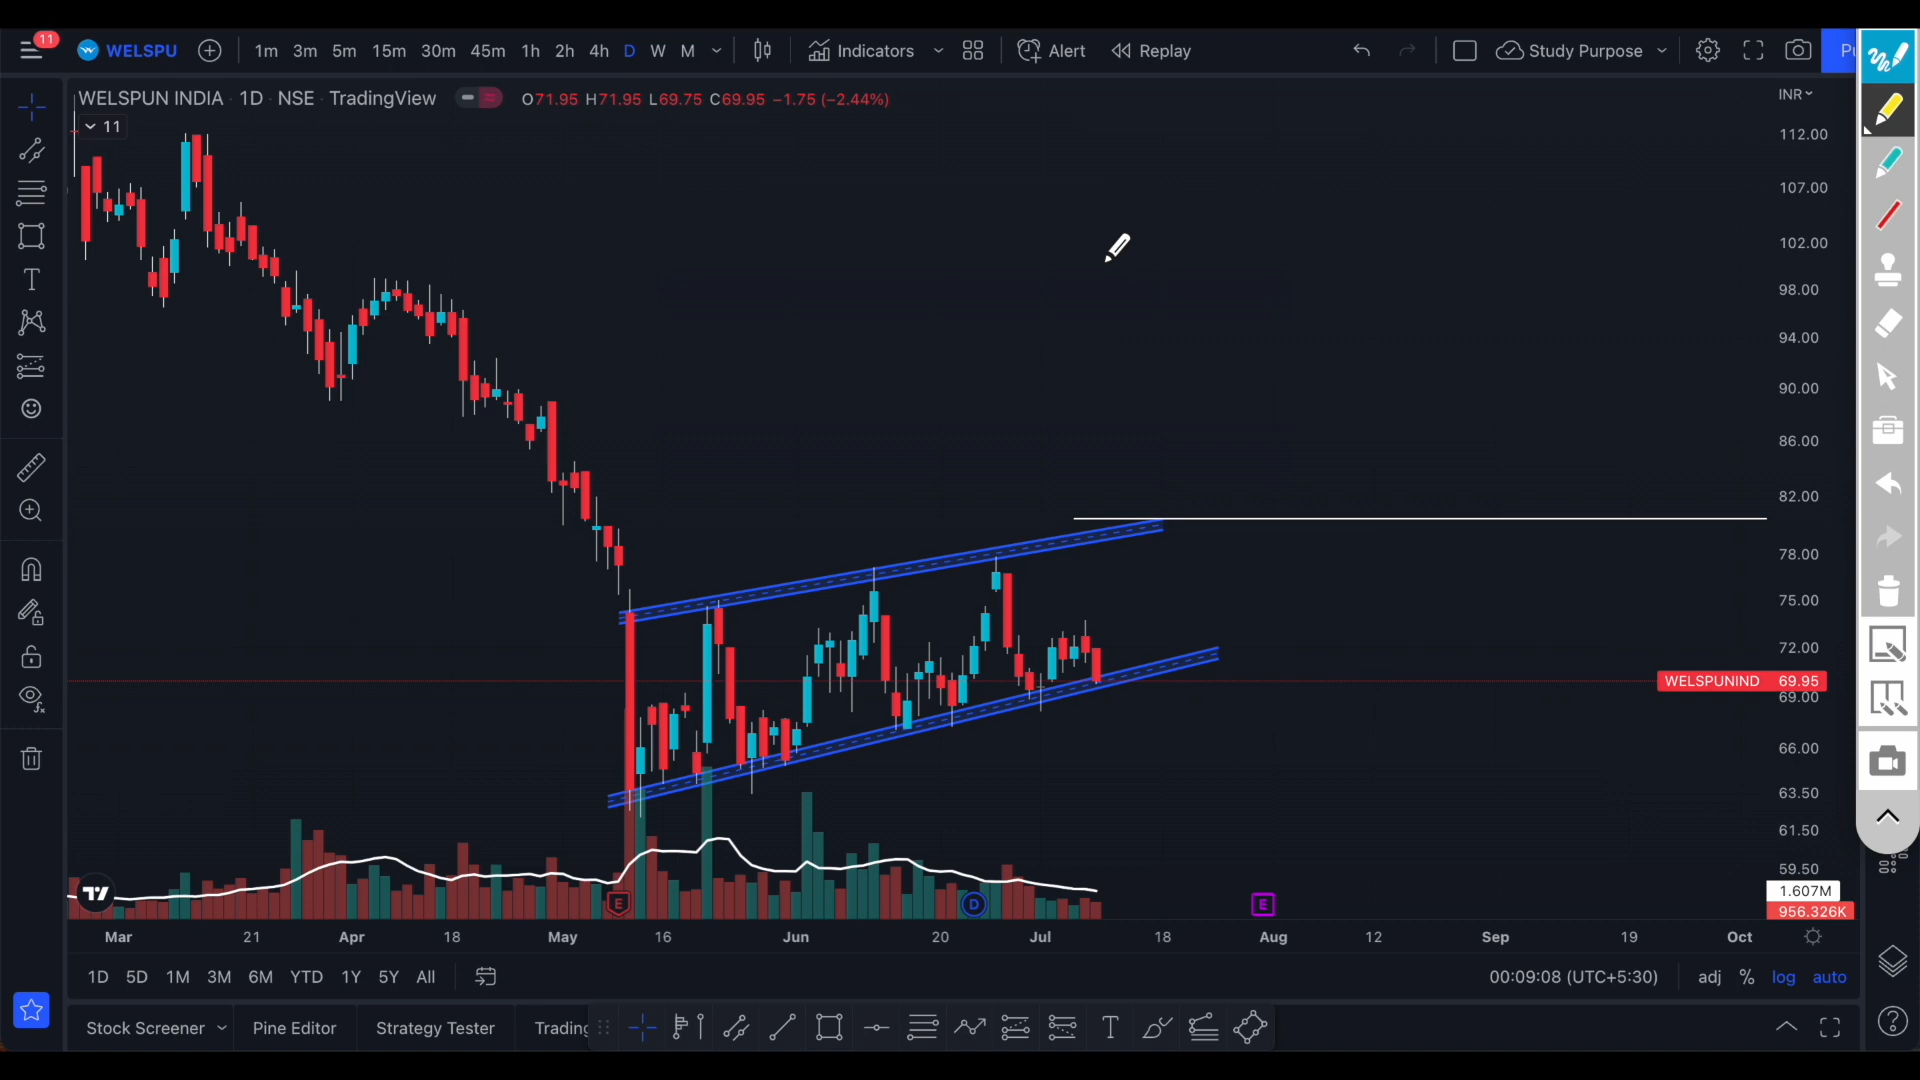 11
WELSPU 1m 3m 5m 15m 30m 45m 1h 2h 4h D W M Indicators Alert Replay Study Purpose
WELSPUN INDIA · 1D · NSE · TradingView O71.95 H71.95 L69.75 C69.95 −1.75 (−2.44%)
11
INR
112.00
107.00
102.00
98.00
94.00
90.00
86.00
82.00
78.00
75.00
72.00
WELSPUNIND 69.95
69.00
66.00
63.50
61.50
59.50
1.607M
956.326K
E D E
Mar 21 Apr 18 May 16 Jun 20 Jul 18 Aug 12 Sep 19 Oct
1D 5D 1M 3M 6M YTD 1Y 5Y All 00:09:08 (UTC+5:30) adj % log auto
Stock Screener Pine Editor Strategy Tester